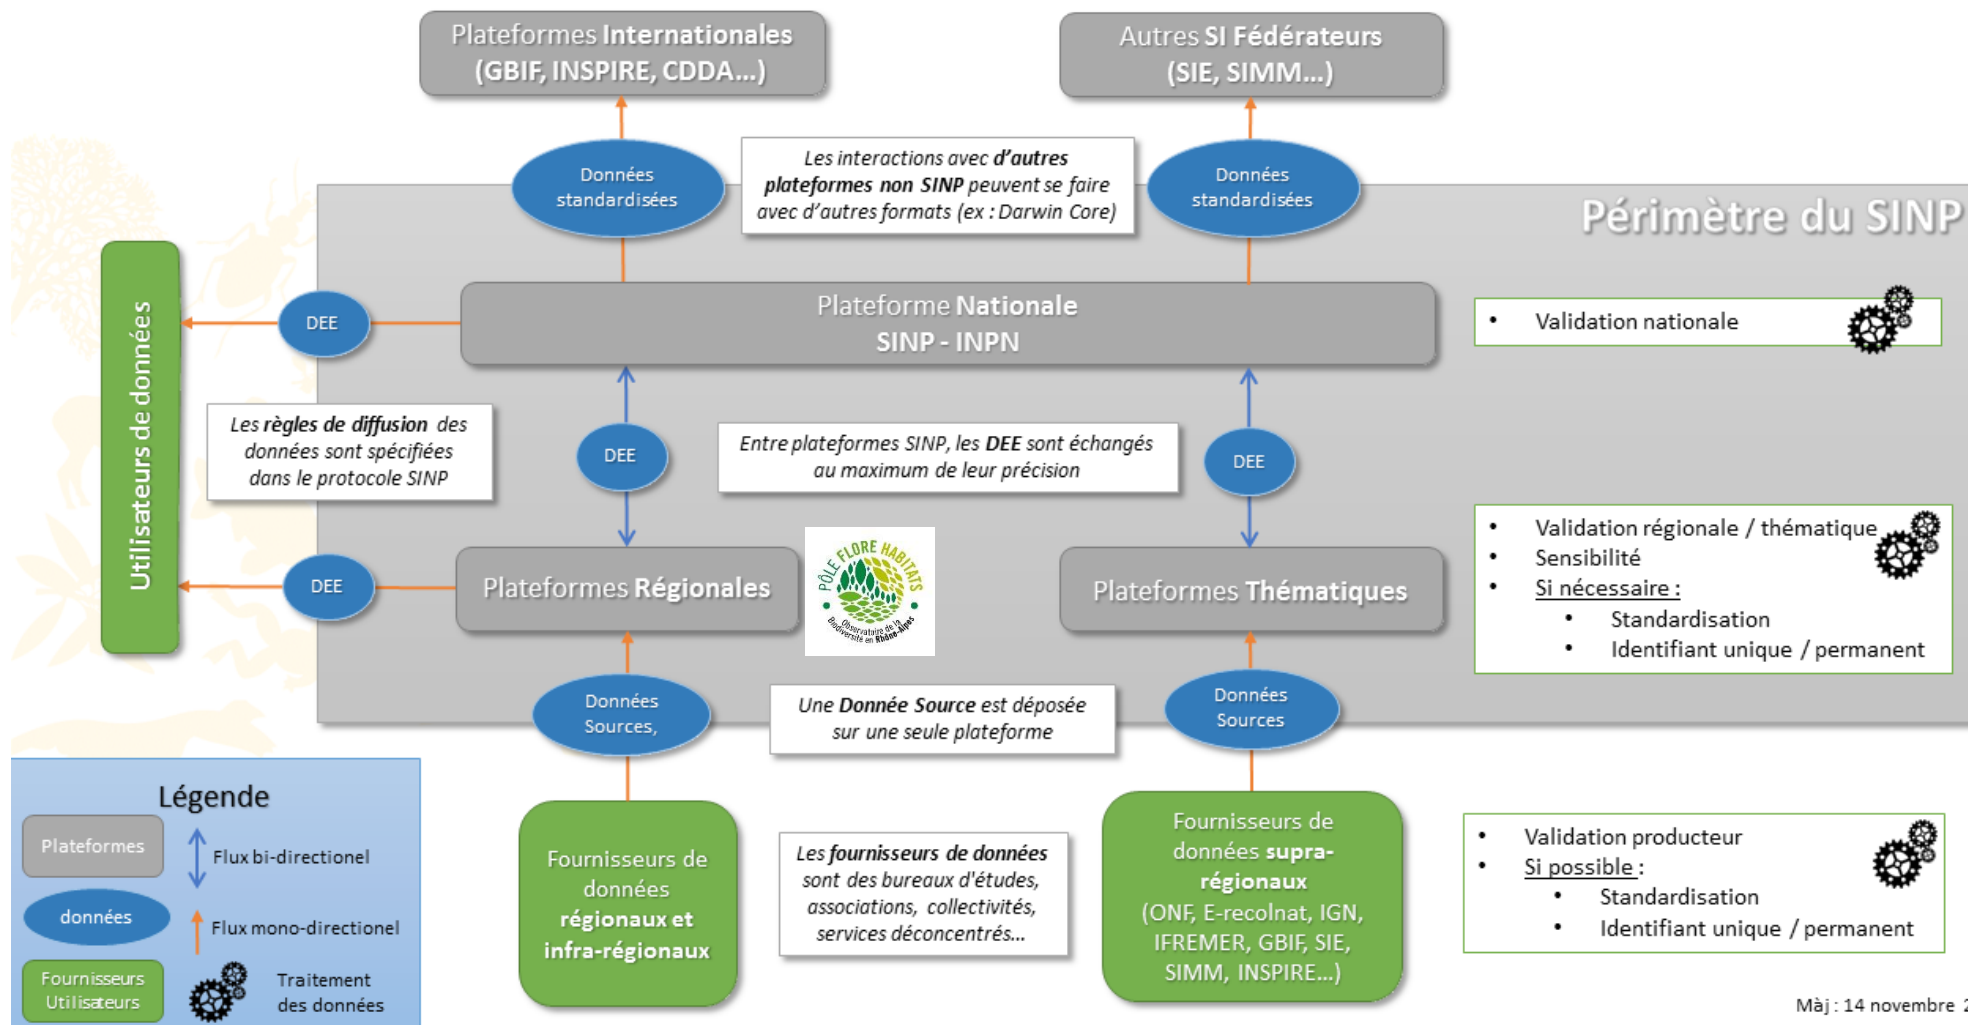 Plateformes Internationales
(GBIF, INSPIRE, CDDA...)
Autres SI Fédérateurs
(SIE, SIMM...)
Données
standardisées
Les interactions avec d'autres
plateformes non SINP peuvent se faire
avec d'autres formats (ex : Darwin Core)
Données
standardisées
Périmètre du SINP
Utilisateurs de données
DEE
Plateforme Nationale
SINP - INPN
• Validation nationale
Les règles de diffusion des
données sont spécifiées
dans le protocole SINP
DEE
Entre plateformes SINP, les DEE sont échangés
au maximum de leur précision
DEE
DEE
Plateformes Régionales
PÔLE FLORE HABITATS
Observatoire de la
Biodiversité en Rhône-Alpes
Plateformes Thématiques
• Validation régionale / thématique
• Sensibilité
• Si nécessaire :
• Standardisation
• Identifiant unique / permanent
Données
Sources,
Une Donnée Source est déposée
sur une seule plateforme
Données
Sources
Légende
Plateformes
Flux bi-directionel
données
Flux mono-directionel
Fournisseurs
Utilisateurs
Traitement
des données
Fournisseurs de
données
régionaux et
infra-régionaux
Les fournisseurs de données
sont des bureaux d'études,
associations, collectivités,
services déconcentrés...
Fournisseurs de
données supra-
régionaux
(ONF, E-recolnat, IGN,
IFREMER, GBIF, SIE,
SIMM, INSPIRE...)
• Validation producteur
• Si possible :
• Standardisation
• Identifiant unique / permanent
Màj : 14 novembre